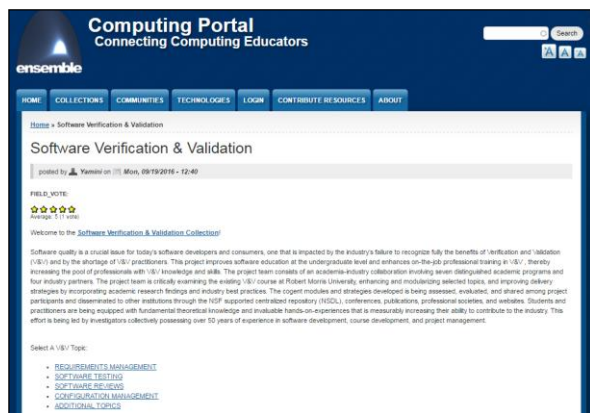 Computing Portal
Connecting Computing Educators
ensemble
Search
A A A
HOME COLLECTIONS COMMUNITIES TECHNOLOGIES LOGIN CONTRIBUTE RESOURCES ABOUT
Home » Software Verification & Validation
Software Verification & Validation
posted by Yamini on Mon, 09/19/2016 - 12:40
FIELD_VOTE:
Average: 5 (1 vote)
Welcome to the Software Verification & Validation Collection!
Software quality is a crucial issue for today's software developers and consumers, one that is impacted by the industry's failure to recognize fully the benefits of Verification and Validation
(V&V) and by the shortage of V&V practitioners. This project improves software education at the undergraduate level and enhances on-the-job professional training in V&V , thereby
increasing the pool of professionals with V&V knowledge and skills. The project team consists of an academia-industry collaboration involving seven distinguished academic programs and
four industry partners. The project team is critically examining the existing V&V course at Robert Morris University, enhancing and modularizing selected topics, and improving delivery
strategies by incorporating academic research findings and industry best practices. The cogent modules and strategies developed is being assessed, evaluated, and shared among project
participants and disseminated to other institutions through the NSF supported centralized repository (NSDL), conferences, publications, professional societies, and websites. Students and
practitioners are being equipped with fundamental theoretical knowledge and invaluable hands-on-experiences that is measurably increasing their ability to contribute to the industry. This
effort is being led by investigators collectively possessing over 50 years of experience in software development, course development, and project management.
Select A V&V Topic:
REQUIREMENTS MANAGEMENT
SOFTWARE TESTING
SOFTWARE REVIEWS
CONFIGURATION MANAGEMENT
ADDITIONAL TOPICS